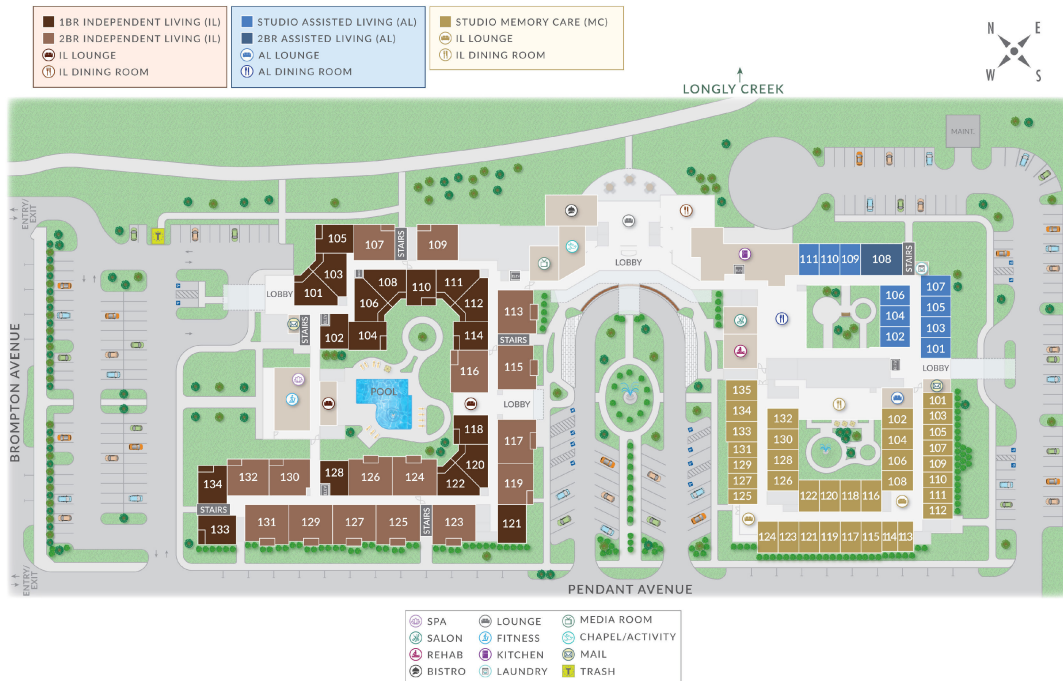 1BR INDEPENDENT LIVING (IL)
2BR INDEPENDENT LIVING (IL)
IL LOUNGE
IL DINING ROOM
STUDIO ASSISTED LIVING (AL)
2BR ASSISTED LIVING (AL)
AL LOUNGE
AL DINING ROOM
STUDIO MEMORY CARE (MC)
IL LOUNGE
IL DINING ROOM
N E
W S
LONGLY CREEK
MAINT.
ENTRY/
EXIT
T
BROMPTON AVENUE
105
107
STAIRS
109
103
101
LOBBY
108
110
111
106
112
102
104
114
STAIRS
113
STAIRS
115
116
POOL
LOBBY
118
117
120
119
122
121
134
132
130
128
126
124
STAIRS
133
131
129
127
125
STAIRS
123
LOBBY
111
110
109
108
STAIRS
107
106
105
104
103
102
101
LOBBY
135
134
133
131
129
127
125
132
130
128
126
122
120
118
116
102
104
106
108
101
103
105
107
109
110
111
112
124
123
121
119
117
115
114
113
ENTRY/
EXIT
PENDANT AVENUE
SPA
SALON
REHAB
BISTRO
LOUNGE
FITNESS
KITCHEN
LAUNDRY
MEDIA ROOM
CHAPEL/ACTIVITY
MAIL
T TRASH